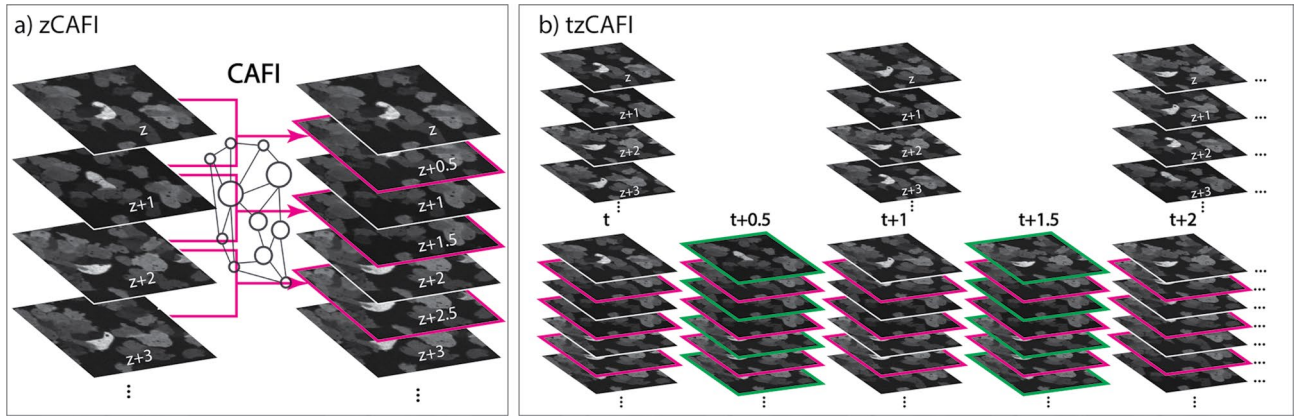 a) zCAFI
CAFI
z
z+1
z+2
z+3
⋮
z
z+0.5
z+1
z+1.5
z+2
z+2.5
z+3
⋮
b) tzCAFI
z
z+1
z+2
z+3
⋮
z
z+1
z+2
z+3
⋮
z
z+1
z+2
z+3
⋮
...
...
...
...
t
t+0.5
t+1
t+1.5
t+2
...
...
...
...
...
...
...
⋮
⋮
⋮
⋮
⋮